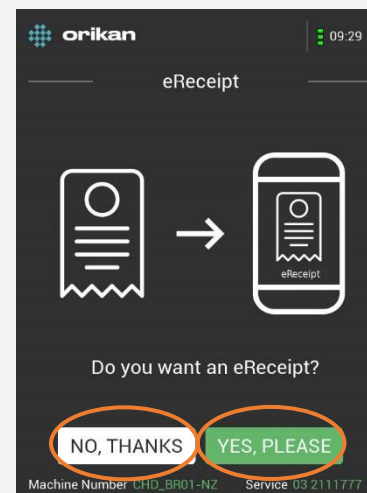 orikan 09:29
eReceipt
eReceipt
Do you want an eReceipt?
NO, THANKS YES, PLEASE
Machine Number CHD_BR01-NZ Service 03 2111777